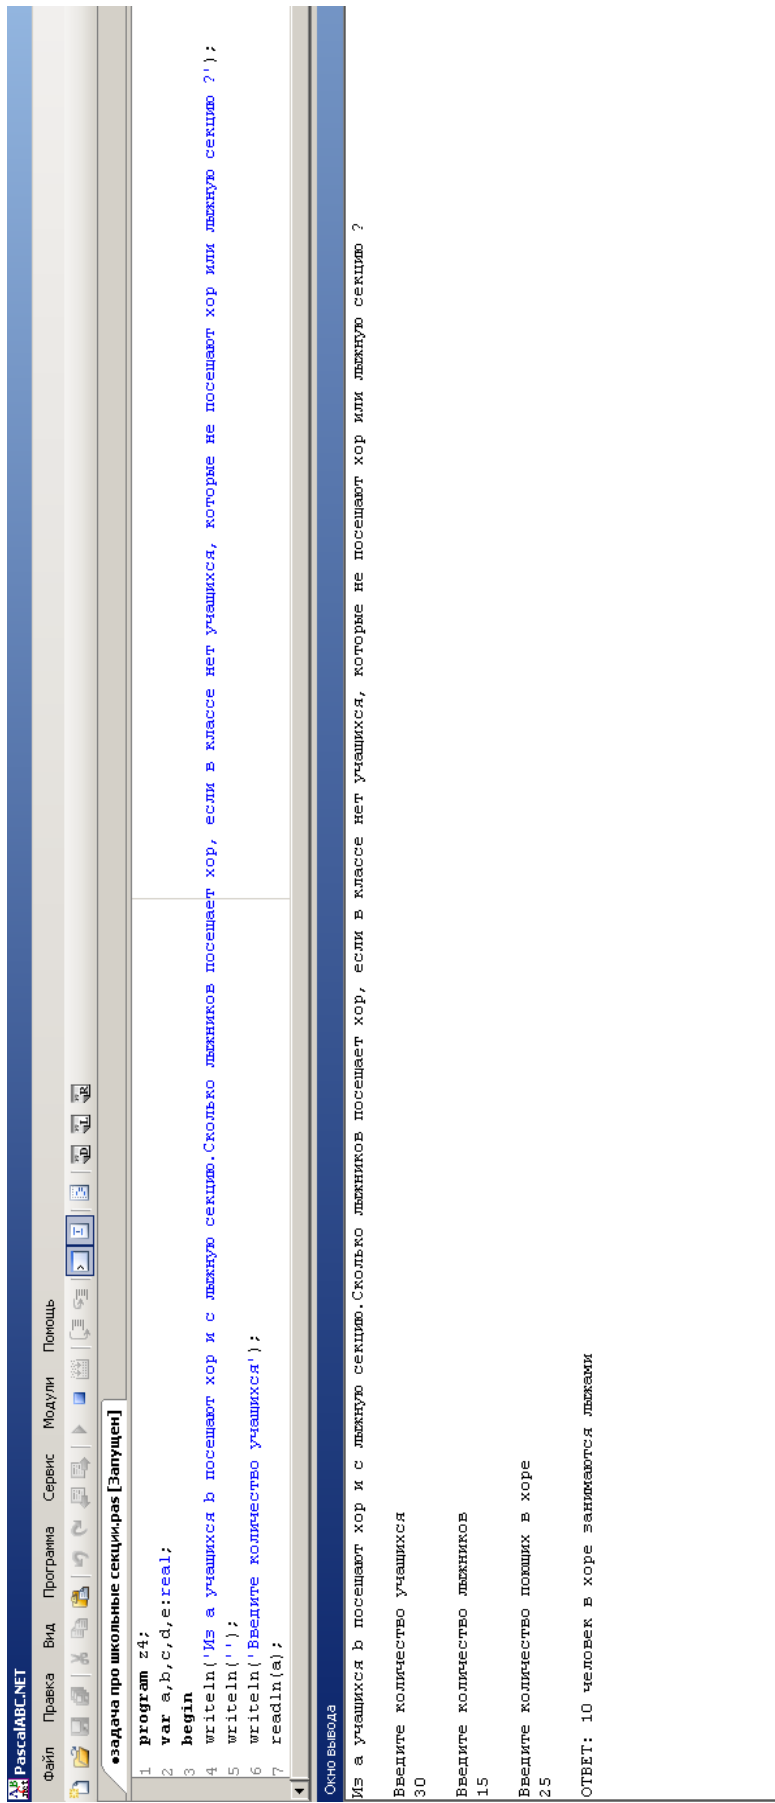 PascalABC.NET
Файл Правка Вид Программа Сервис Модули Помощь
•задача про школьные секции.pas [Запущен]
1 program z4;
2 var a,b,c,d,e:real;
3 begin
4 writeln('Из а учащихся b посещают хор и с лыжную секцию.Сколько лыжников посещает хор, если в классе нет учащихся, которые не посещают хор или лыжную секцию ?');
5 writeln('');
6 writeln('Введите количество учащихся');
7 readln(a);
Окно вывода
Из а учащихся b посещают хор и с лыжную секцию.Сколько лыжников посещает хор, если в классе нет учащихся, которые не посещают хор или лыжную секцию ?
Введите количество учащихся
30
Введите количество лыжников
15
Введите количество поющих в хоре
25
ОТВЕТ: 10 человек в хоре занимаются лыжами